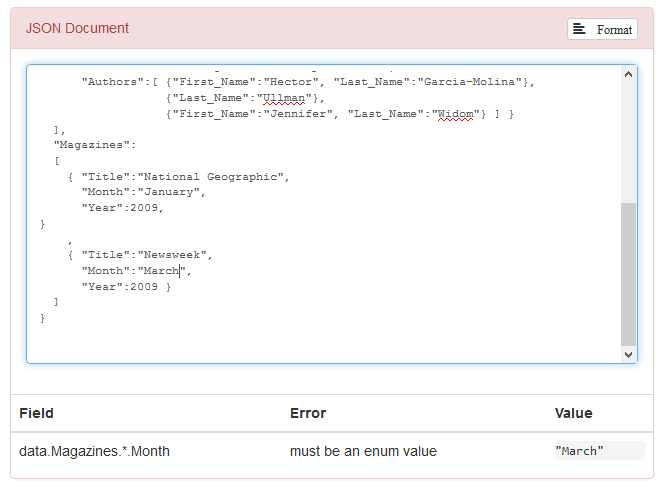 JSON Document
Format
"Authors":[ {"First_Name":"Hector", "Last_Name":"Garcia-Molina"},
{"Last_Name":"Ullman"},
{"First_Name":"Jennifer", "Last_Name":"Widom"} ] }
],
"Magazines":
[
{ "Title":"National Geographic",
"Month":"January",
"Year":2009,
}
,
{ "Title":"Newsweek",
"Month":"March",
"Year":2009 }
]
}
Field Error Value
data.Magazines.*.Month must be an enum value "March"